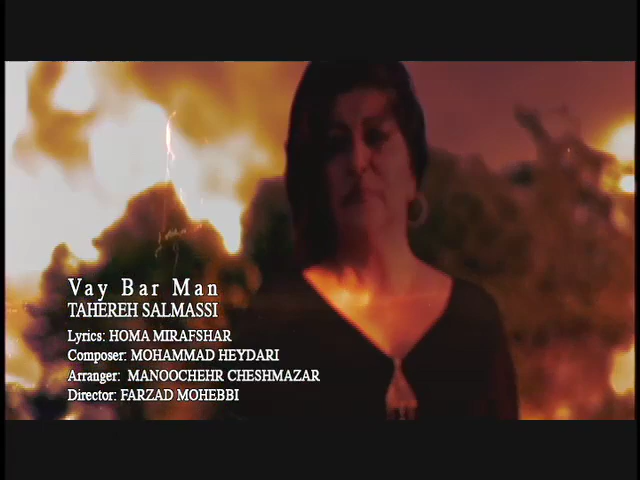 Vay Bar Man
TAHEREH SALMASSI
Lyrics: HOMA MIRAFSHAR
Composer: MOHAMMAD HEYDARI
Arranger: MANOOCHEHR CHESHMAZAR
Director: FARZAD MOHEBBI